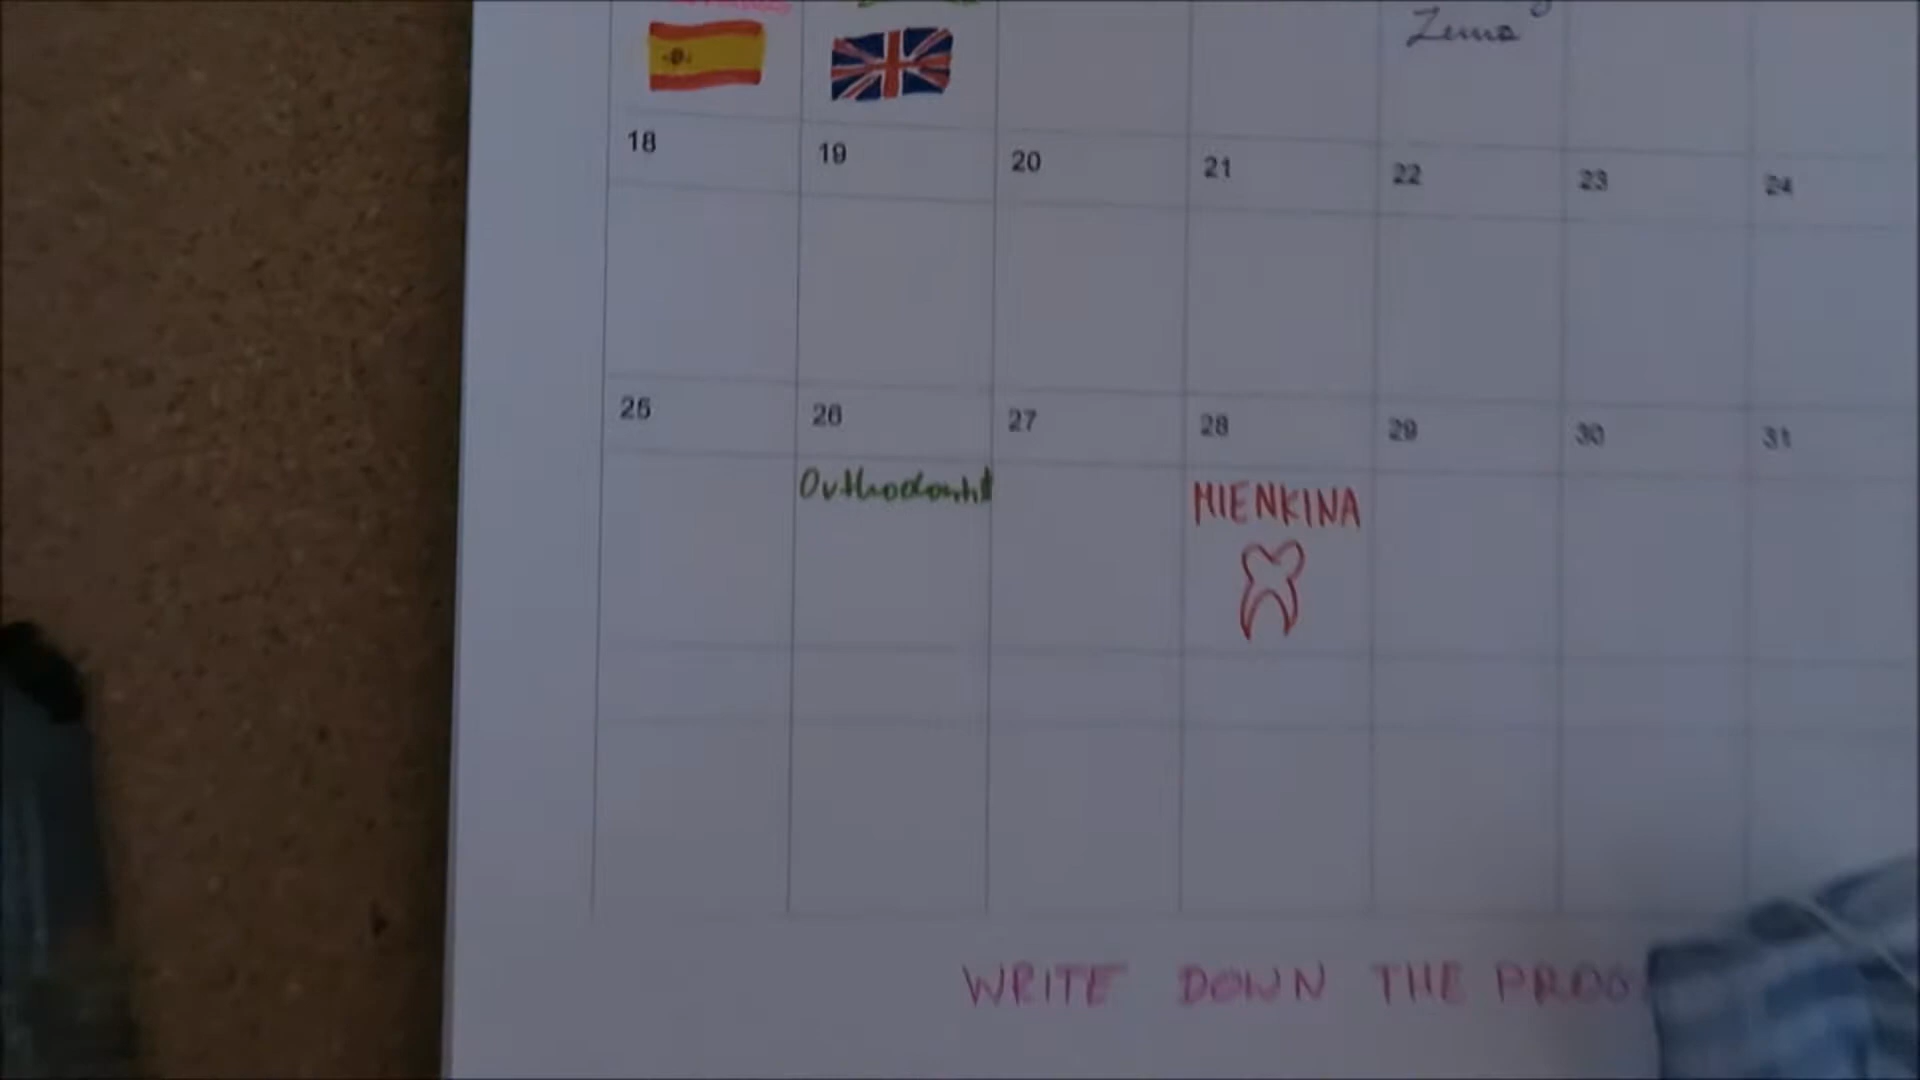 Zuma
18 19 20 21 22 23 24
25 26 27 28 29 30 31
Orthodontist
MIENKINA
WRITE DOWN THE